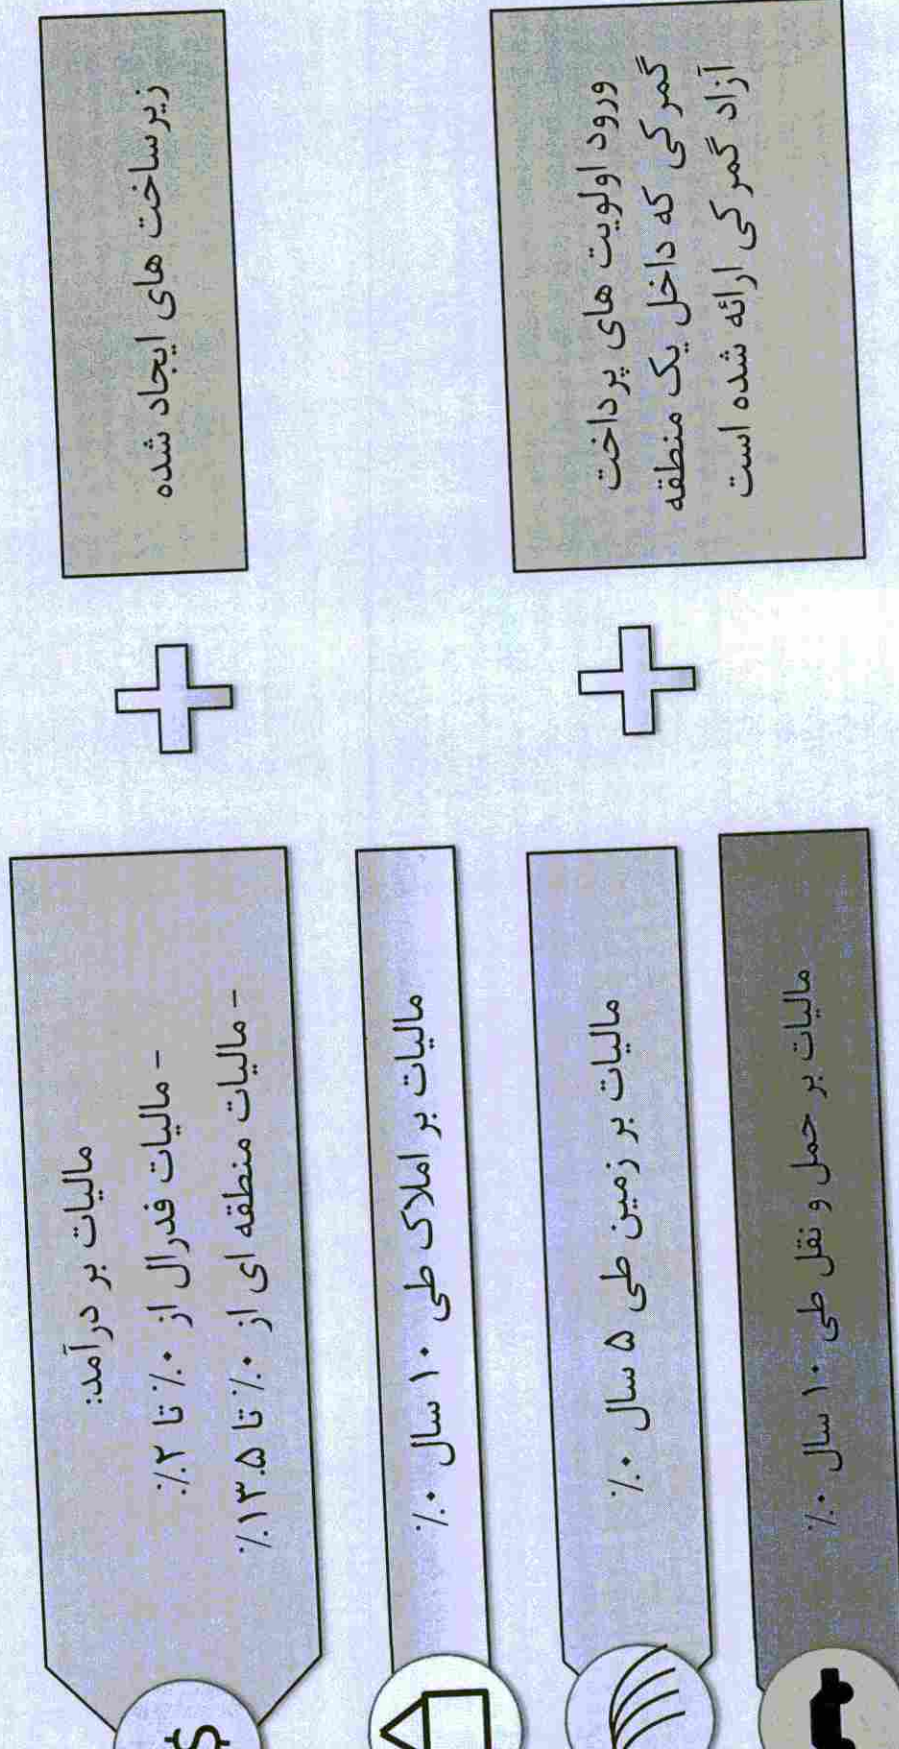 مالیات بر درآمد:
- مالیات فدرال از ۰٪ تا ۲٪
- مالیات منطقه ای از ۰٪ تا ۱۳.۵٪
مالیات بر املاک طی ۱۰ سال ۰٪
مالیات بر زمین طی ۵ سال ۰٪
مالیات بر حمل و نقل طی ۱۰ سال ۰٪
زیرساخت های ایجاد شده
ورود اولویت های پرداخت
گمرکی که داخل یک منطقه
آزاد گمرکی ارائه شده است
$